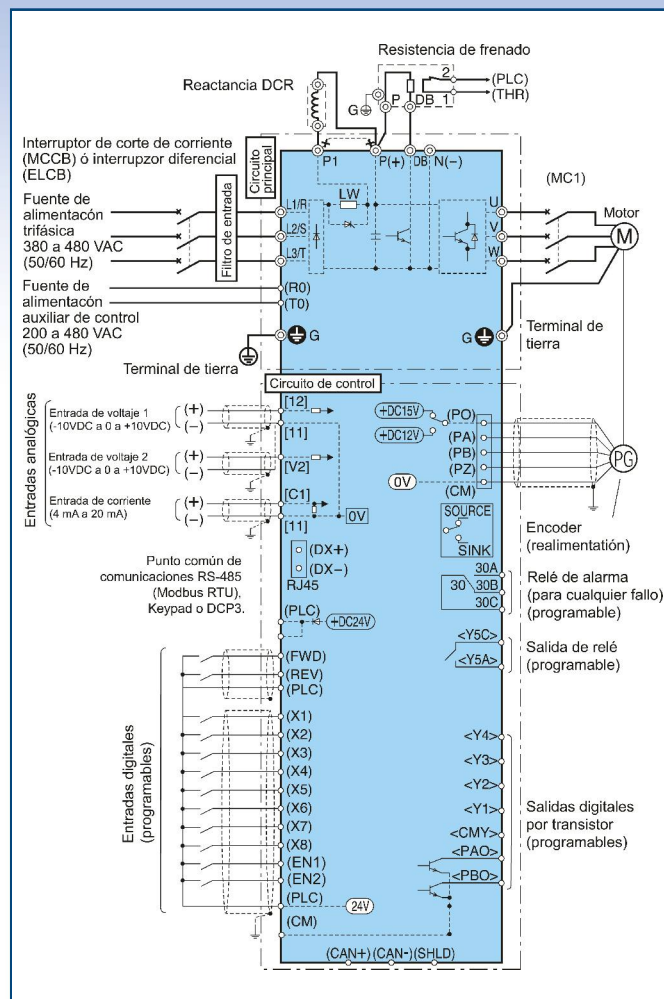 Resistencia de frenado
Reactancia DCR
2
(PLC)
(THR)
G
P
DB
1
Interruptor de corte de corriente
(MCCB) ó interrupzor diferencial
(ELCB)
Circuito
principal
P1
P(+)
DB
N(-)
(MC1)
Fuente de
alimentacón
trifásica
380 a 480 VAC
(50/60 Hz)
Filtro de entrada
L1/R
L2/S
L3/T
LW
U
V
W
Motor
M
Fuente de
alimentación
auxiliar de control
200 a 480 VAC
(50/60 Hz)
(R0)
(T0)
G
G
Terminal de
tierra
Terminal de tierra
Circuito de control
Entradas analógicas
Entrada de voltaje 1
(-10VDC a 0 a +10VDC)
(+)
(−)
[12]
[11]
Entrada de voltaje 2
(-10VDC a 0 a +10VDC)
(+)
(−)
[V2]
Entrada de corriente
(4 mA a 20 mA)
(+)
(−)
[C1]
[11]
0V
+DC15V
+DC12V
0V
(PO)
(PA)
(PB)
(PZ)
(CM)
PG
Encoder
(realimentatión)
SOURCE
SINK
Punto común de
comunicaciones RS-485
(Modbus RTU),
Keypad o DCP3.
(DX+)
(DX−)
RJ45
30A
30
30B
30C
Relé de alarma
(para cualquier fallo)
(programable)
(PLC)
+DC24V
<Y5C>
<Y5A>
Salida de relé
(programable)
Entradas digitales
(programables)
(FWD)
(REV)
(PLC)
(X1)
(X2)
(X3)
(X4)
(X5)
(X6)
(X7)
(X8)
(EN1)
(EN2)
(PLC)
(CM)
24V
<Y4>
<Y3>
<Y2>
<Y1>
<CMY>
<PAO>
<PBO>
Salidas digitales
por transistor
(programables)
(CAN+) (CAN-) (SHLD)